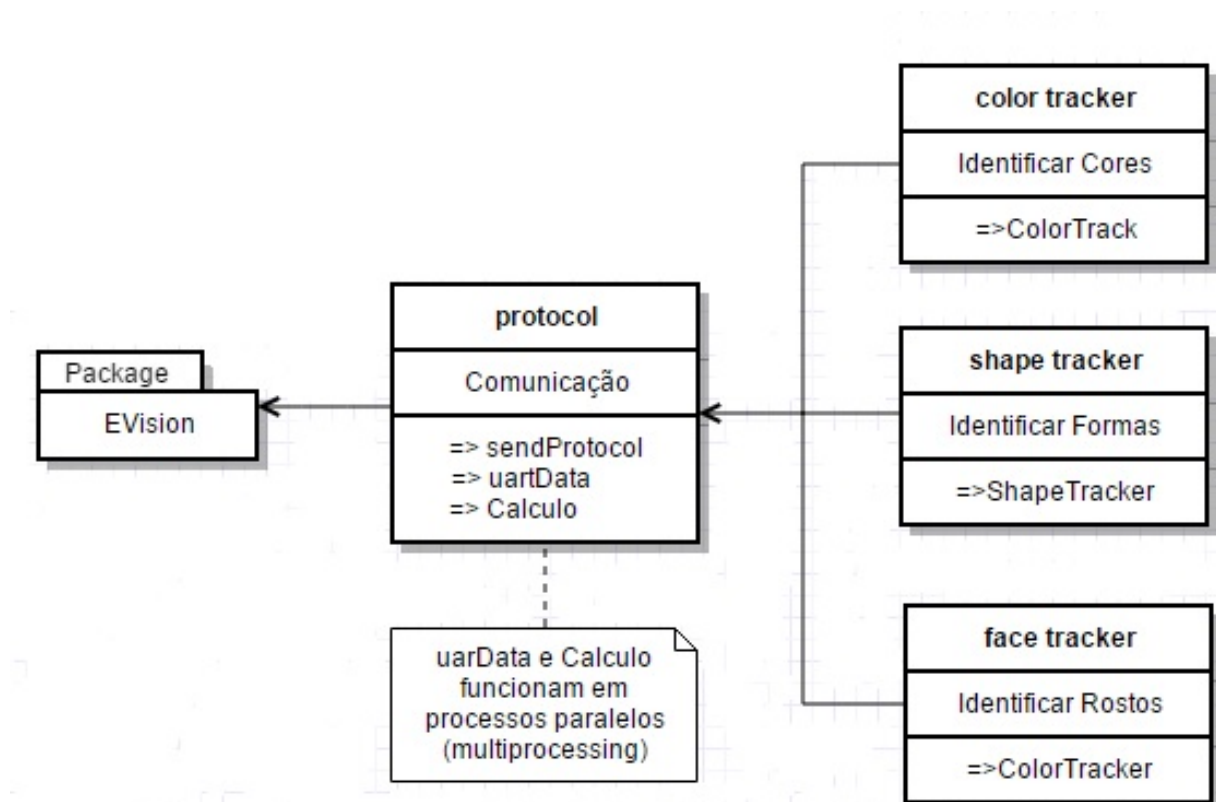 color tracker
Identificar Cores
=>ColorTrack
protocol
Comunicação
=> sendProtocol
=> uartData
=> Calculo
Package
EVision
shape tracker
Identificar Formas
=>ShapeTracker
uarData e Calculo
funcionam em
processos paralelos
(multiprocessing)
face tracker
Identificar Rostos
=>ColorTracker